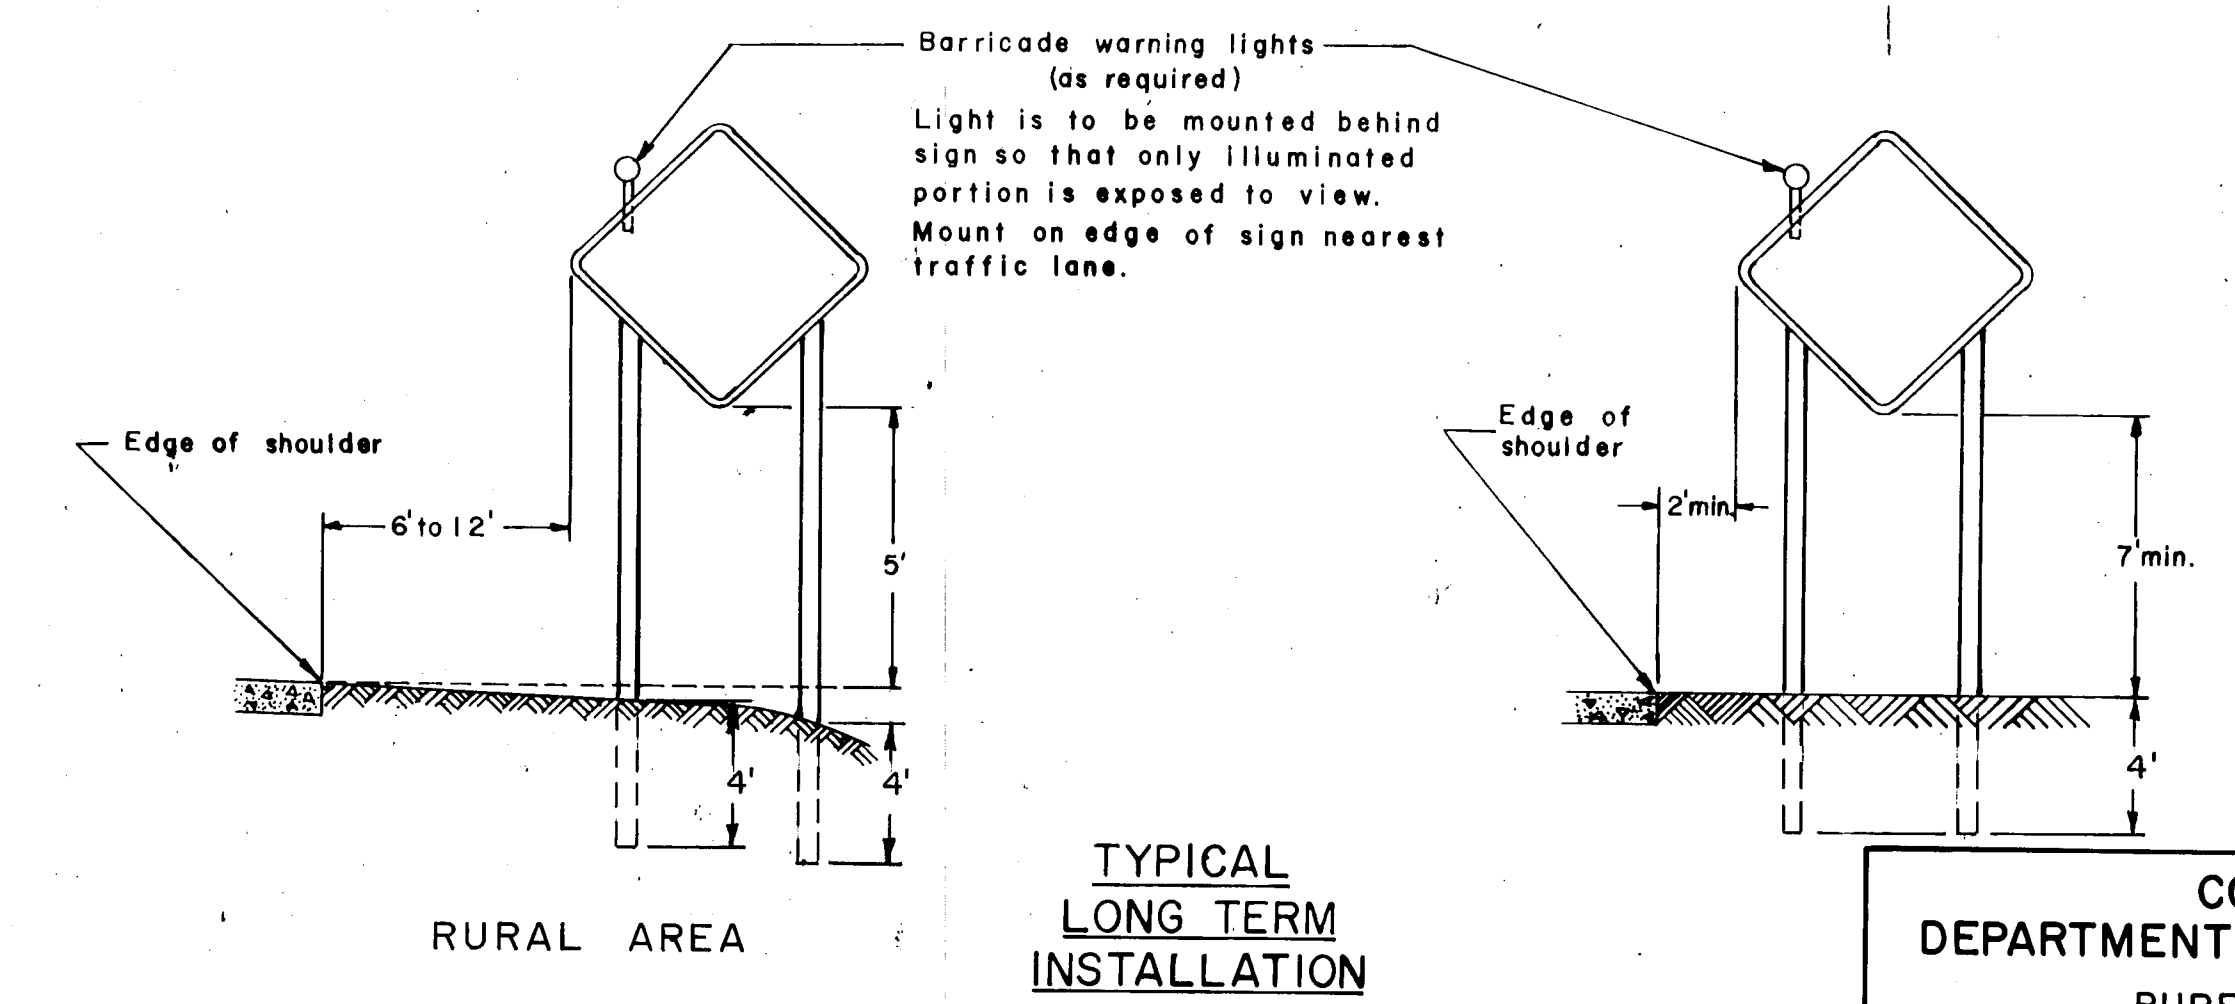 Barricade warning lights
(as required)
Light is to be mounted behind
sign so that only illuminated
portion is exposed to view.
Mount on edge of sign nearest
traffic lane.
Edge of shoulder
6' to 12'
5'
4'
4'
Edge of
shoulder
2' min.
7' min.
4'
RURAL AREA
TYPICAL
LONG TERM
INSTALLATION
DEPARTMENT